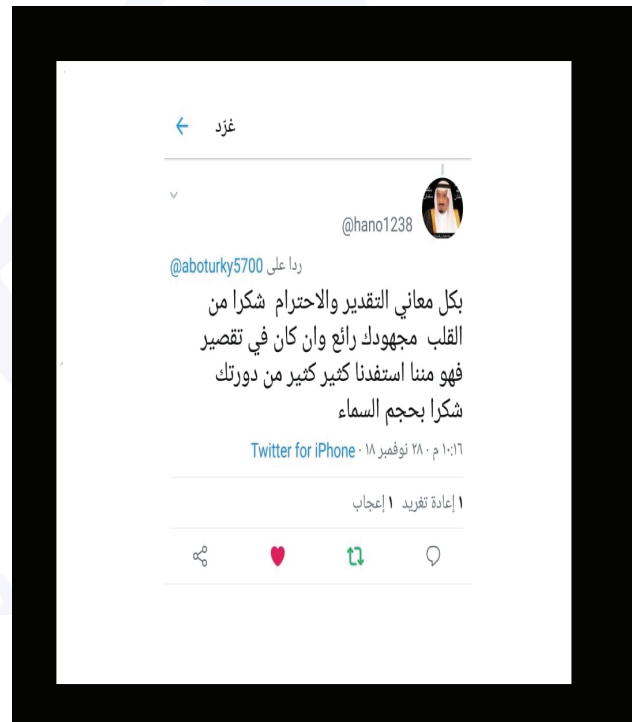 غرّد
@hano1238
ردا على @aboturky5700
بكل معاني التقدير والاحترام شكرا من
القلب مجهودك رائع وان كان في تقصير
فهو مننا استفدنا كثير كثير من دورتك
شكرا بحجم السماء
١٠:١٦ م · ٢٨ نوفمبر ١٨ · Twitter for iPhone
١ إعادة تغريد ١ إعجاب